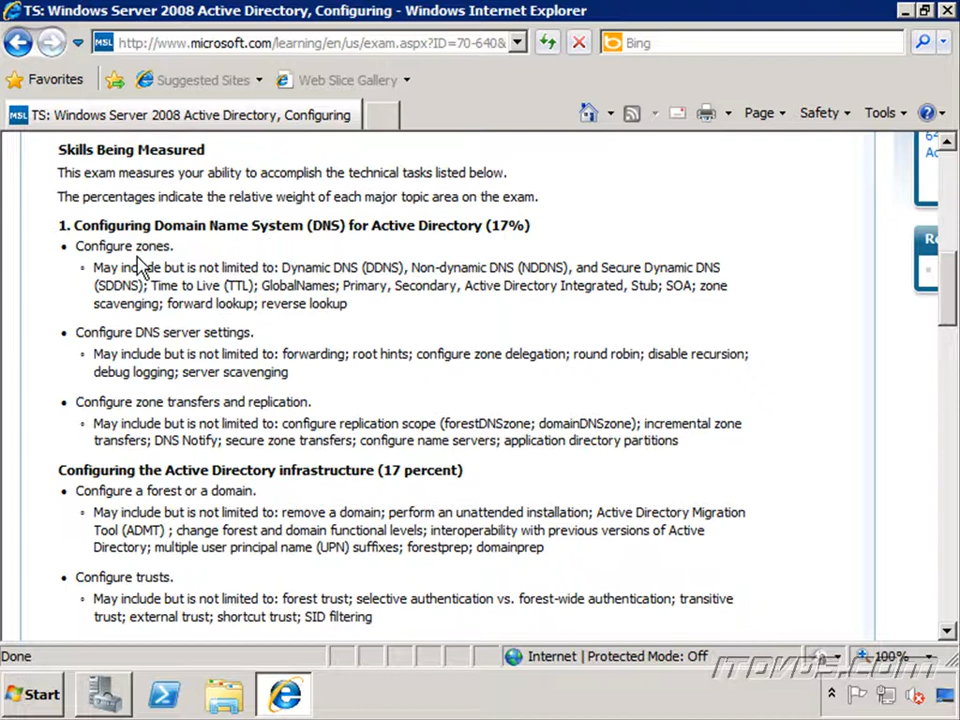 TS: Windows Server 2008 Active Directory, Configuring - Windows Internet Explorer
MSL http://www.microsoft.com/learning/en/us/exam.aspx?ID=70-640& Bing
Favorites Suggested Sites Web Slice Gallery
MSL TS: Windows Server 2008 Active Directory, Configuring Page Safety Tools
Skills Being Measured
This exam measures your ability to accomplish the technical tasks listed below.
The percentages indicate the relative weight of each major topic area on the exam.
1. Configuring Domain Name System (DNS) for Active Directory (17%)
• Configure zones.
May include but is not limited to: Dynamic DNS (DDNS), Non-dynamic DNS (NDDNS), and Secure Dynamic DNS
(SDDNS); Time to Live (TTL); GlobalNames; Primary, Secondary, Active Directory Integrated, Stub; SOA; zone
scavenging; forward lookup; reverse lookup
• Configure DNS server settings.
May include but is not limited to: forwarding; root hints; configure zone delegation; round robin; disable recursion;
debug logging; server scavenging
• Configure zone transfers and replication.
May include but is not limited to: configure replication scope (forestDNSzone; domainDNSzone); incremental zone
transfers; DNS Notify; secure zone transfers; configure name servers; application directory partitions
Configuring the Active Directory infrastructure (17 percent)
• Configure a forest or a domain.
May include but is not limited to: remove a domain; perform an unattended installation; Active Directory Migration
Tool (ADMT) ; change forest and domain functional levels; interoperability with previous versions of Active
Directory; multiple user principal name (UPN) suffixes; forestprep; domainprep
• Configure trusts.
May include but is not limited to: forest trust; selective authentication vs. forest-wide authentication; transitive
trust; external trust; shortcut trust; SID filtering
Done Internet | Protected Mode: Off 100%
ITDVDS.com
Start